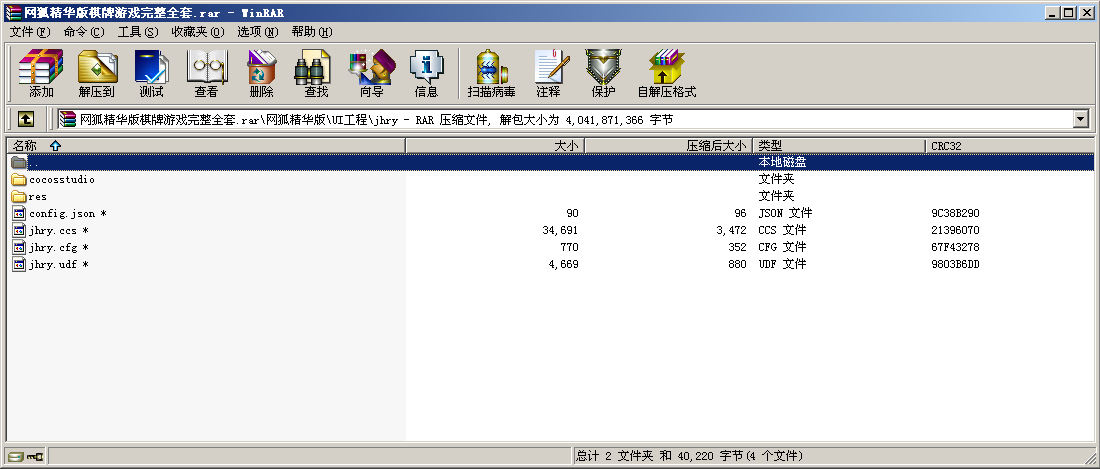 网狐精华版棋牌游戏完整全套.rar - WinRAR
文件(F) 命令(C) 工具(S) 收藏夹(O) 选项(N) 帮助(H)
添加 解压到 测试 查看 删除 查找 向导 信息 扫描病毒 注释 保护 自解压格式
网狐精华版棋牌游戏完整全套.rar\网狐精华版\UI工程\jhry - RAR 压缩文件, 解包大小为 4,041,871,366 字节
名称 大小 压缩后大小 类型 CRC32
.. 本地磁盘
cocosstudio 文件夹
res 文件夹
config.json * 90 96 JSON 文件 9C38B290
jhry.ccs * 34,691 3,472 CCS 文件 21396070
jhry.cfg * 770 352 CFG 文件 67F43278
jhry.udf * 4,669 880 UDF 文件 9803B6DD
总计 2 文件夹 和 40,220 字节(4 个文件)